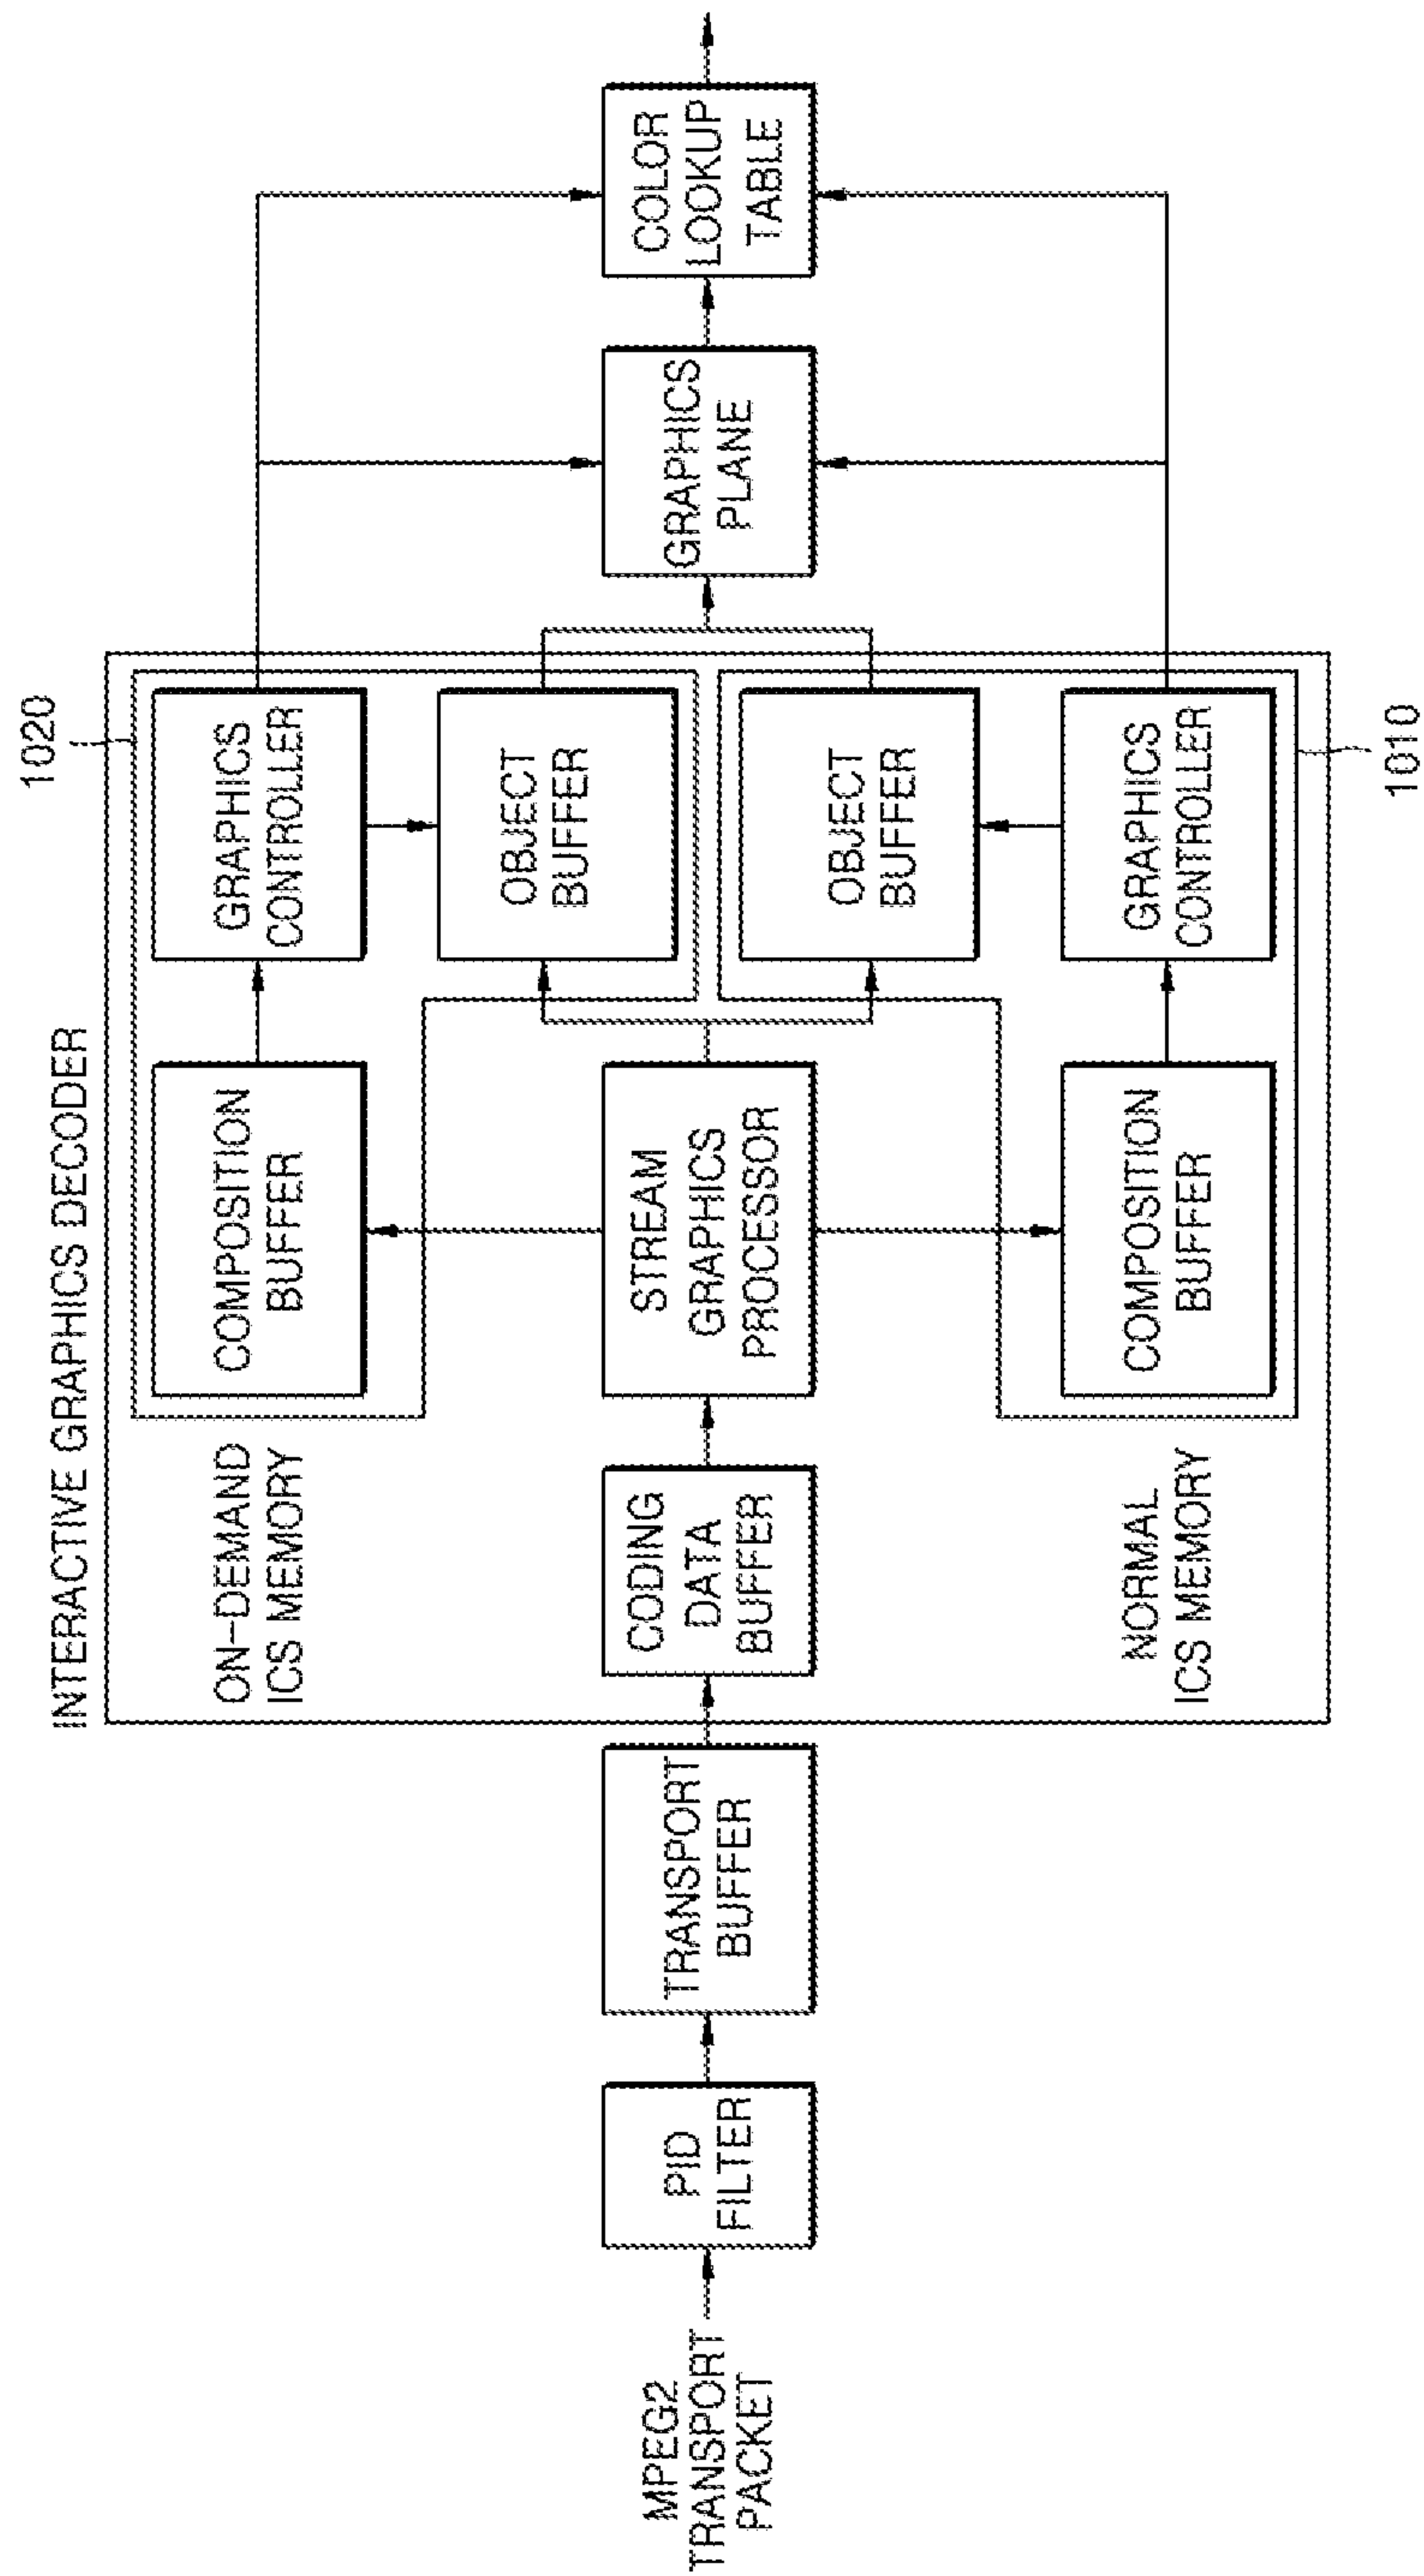 INTERACTIVE GRAPHICS DECODER
1020
ON-DEMAND
ICS MEMORY
COMPOSITION
BUFFER
GRAPHICS
CONTROLLER
OBJECT
BUFFER
MPEG2
TRANSPORT
PACKET
PID
FILTER
TRANSPORT
BUFFER
CODING
DATA
BUFFER
STREAM
GRAPHICS
PROCESSOR
GRAPHICS
PLANE
COLOR
LOOKUP
TABLE
OBJECT
BUFFER
NORMAL
ICS MEMORY
COMPOSITION
BUFFER
GRAPHICS
CONTROLLER
1010